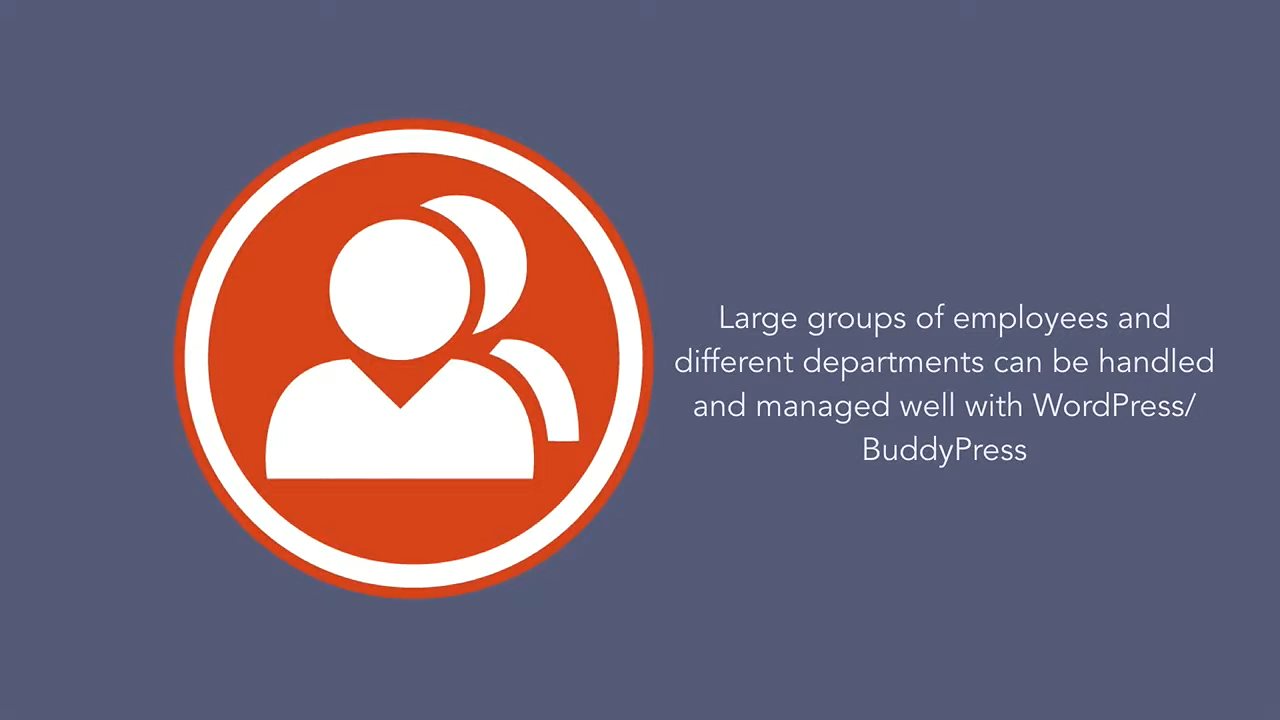 Large groups of employees and
different departments can be handled
and managed well with WordPress/
BuddyPress